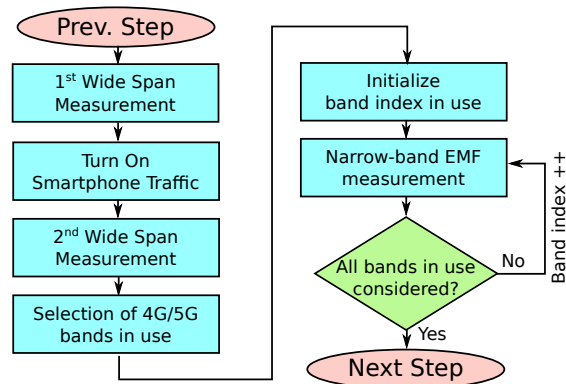 Prev. Step
1st Wide Span
Measurement
Turn On
Smartphone Traffic
2nd Wide Span
Measurement
Selection of 4G/5G
bands in use
Initialize
band index in use
Narrow-band EMF
measurement
All bands in use
considered?
No
Band index ++
Yes
Next Step